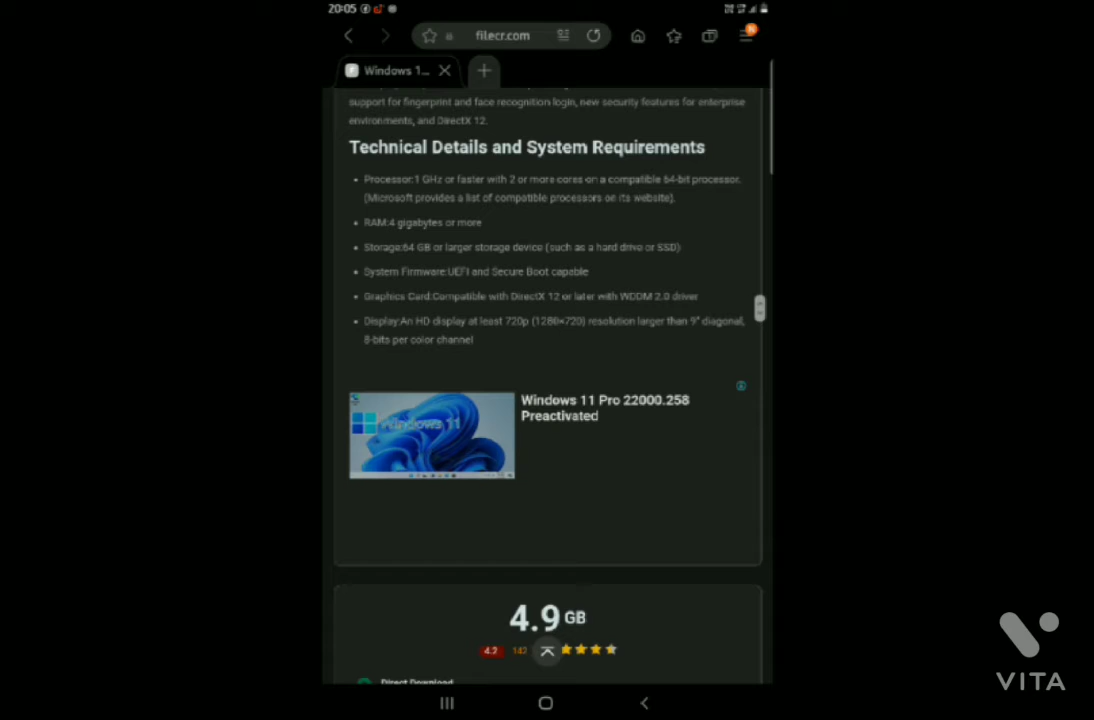 20:05
filecr.com
N
Windows 1...
support for fingerprint and face recognition login, new security features for enterprise
environments, and DirectX 12.
Technical Details and System Requirements
• Processor:1 GHz or faster with 2 or more cores on a compatible 64-bit processor.
(Microsoft provides a list of compatible processors on its website).
• RAM:4 gigabytes or more
• Storage:64 GB or larger storage device (such as a hard drive or SSD)
• System Firmware:UEFI and Secure Boot capable
• Graphics Card:Compatible with DirectX 12 or later with WDDM 2.0 driver
• Display:An HD display at least 720p (1280×720) resolution larger than 9" diagonal,
8-bits per color channel
Windows 11 Pro 22000.258
Preactivated
Windows 11
4.9 GB
4.2 142
Direct Download
VITA